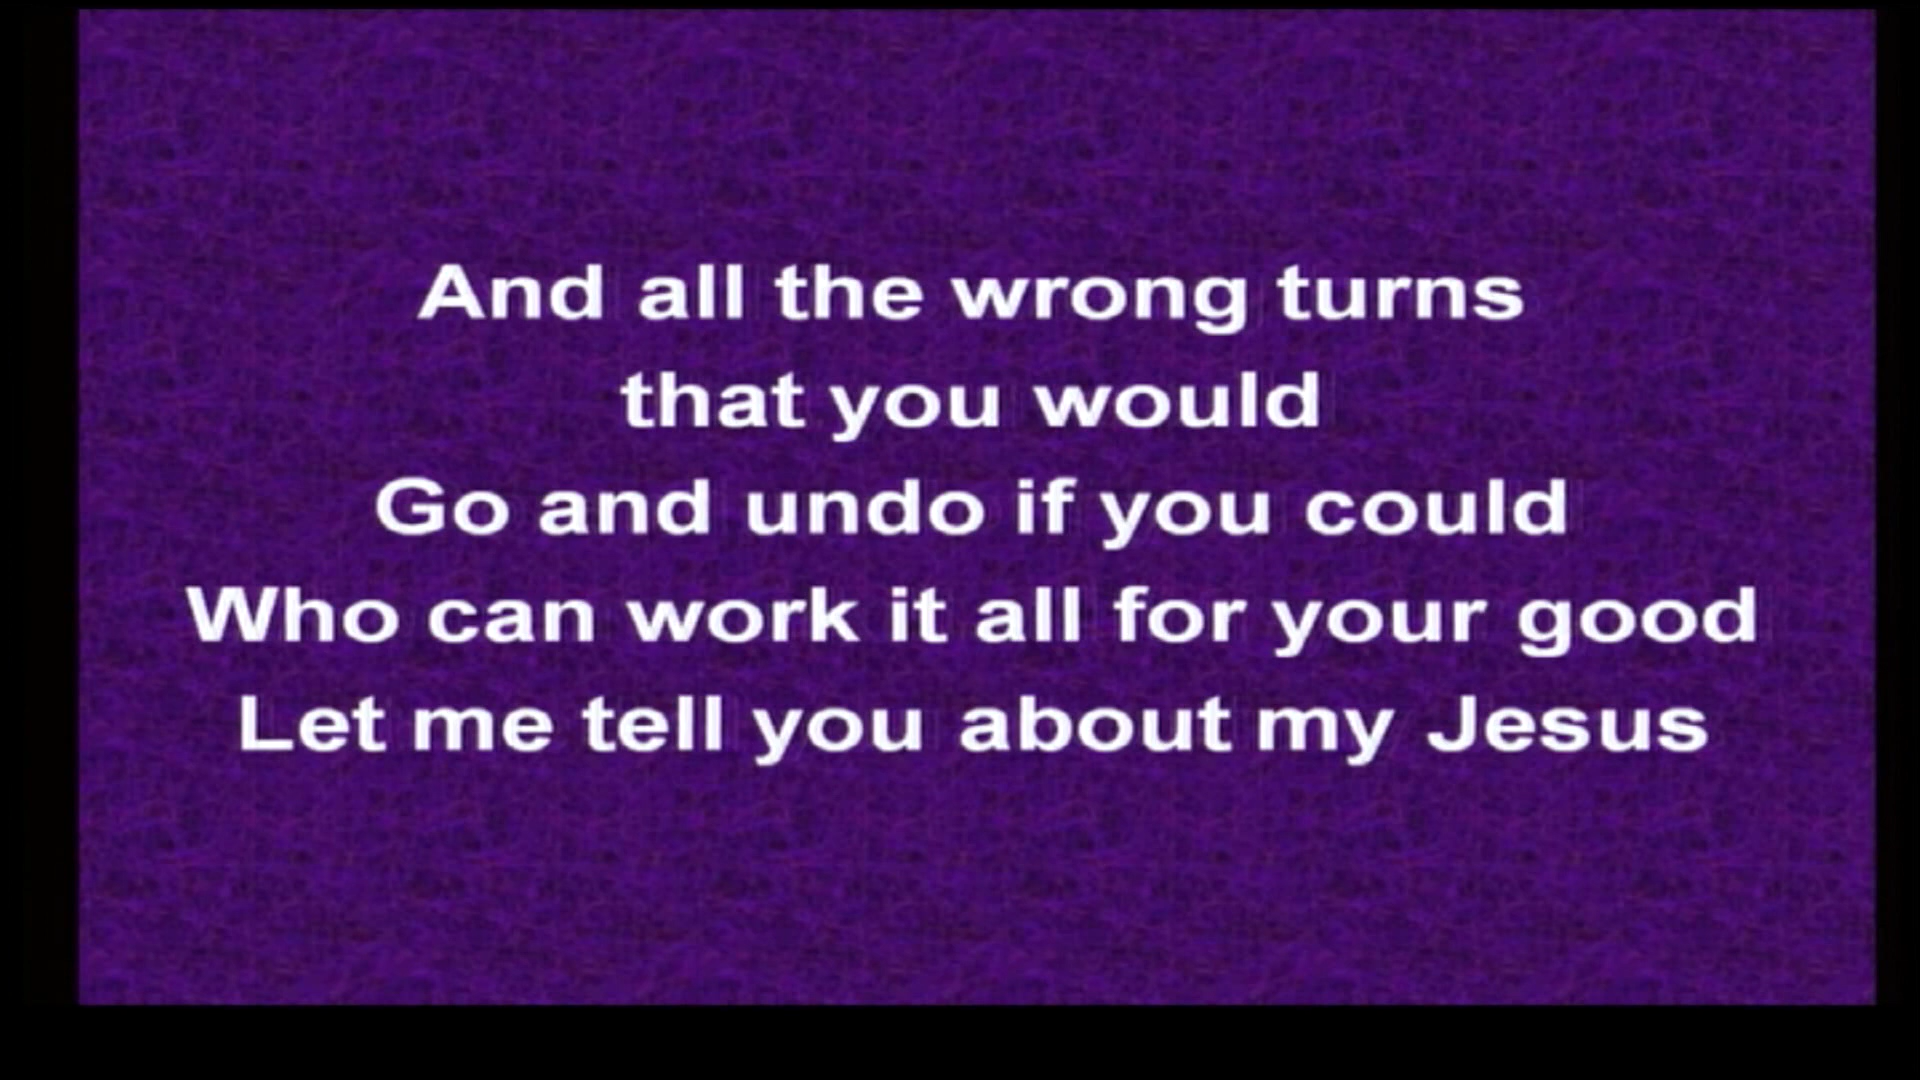 And all the wrong turns
that you would
Go and undo if you could
Who can work it all for your good
Let me tell you about my Jesus